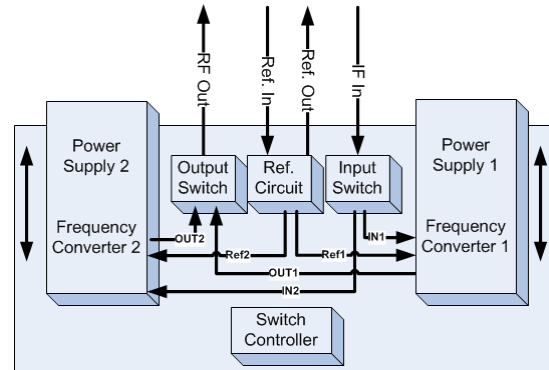 RF Out
Ref. In
Ref. Out
IF In
Power
Supply 2
Frequency
Converter 2
Output
Switch
Ref.
Circuit
Input
Switch
Power
Supply 1
Frequency
Converter 1
OUT2
IN1
Ref2
Ref1
OUT1
IN2
Switch
Controller